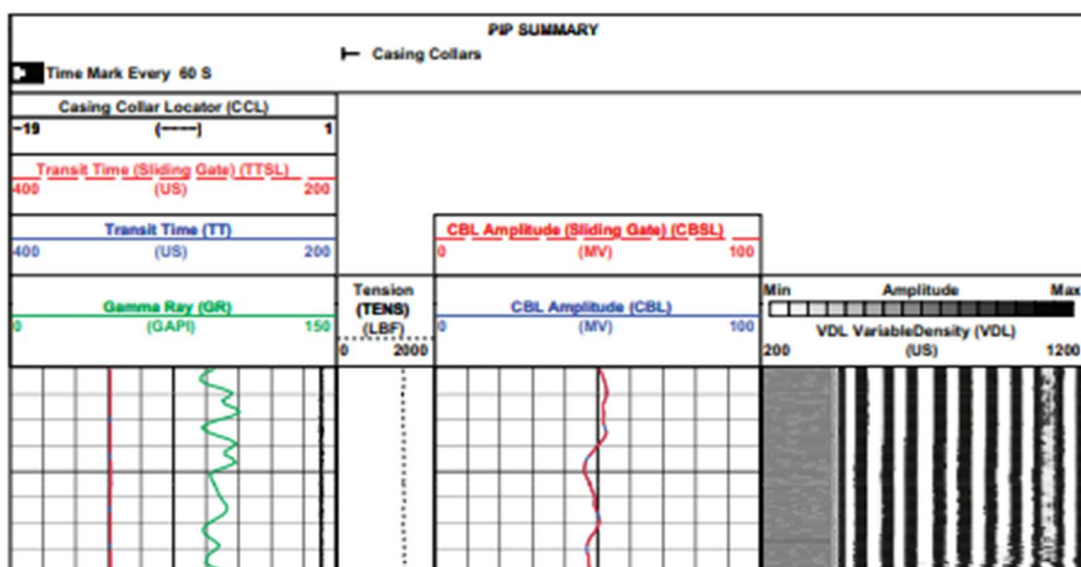 PIP SUMMARY
Casing Collars
Time Mark Every 60 S
Casing Collar Locator (CCL)
-19 (----) 1
Transit Time (Sliding Gate) (TTSL)
400 (US) 200
Transit Time (TT)
400 (US) 200
CBL Amplitude (Sliding Gate) (CBSL)
0 (MV) 100
Gamma Ray (GR)
0 (GAPI) 150
Tension
(TENS)
(LBF)
0 2000
CBL Amplitude (CBL)
0 (MV) 100
Min Amplitude Max
VDL VariableDensity (VDL)
200 (US) 1200